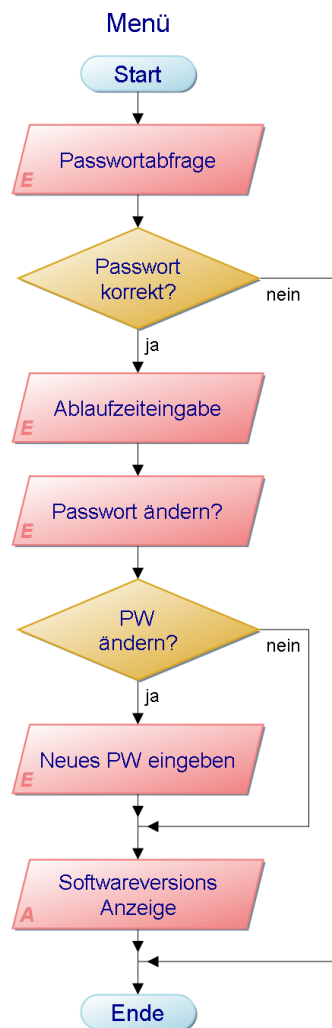 Menü
Start
Passwortabfrage
E
Passwort
korrekt?
nein
ja
Ablaufzeiteingabe
E
Passwort ändern?
E
PW
ändern?
nein
ja
Neues PW eingeben
E
Softwareversions
Anzeige
A
Ende